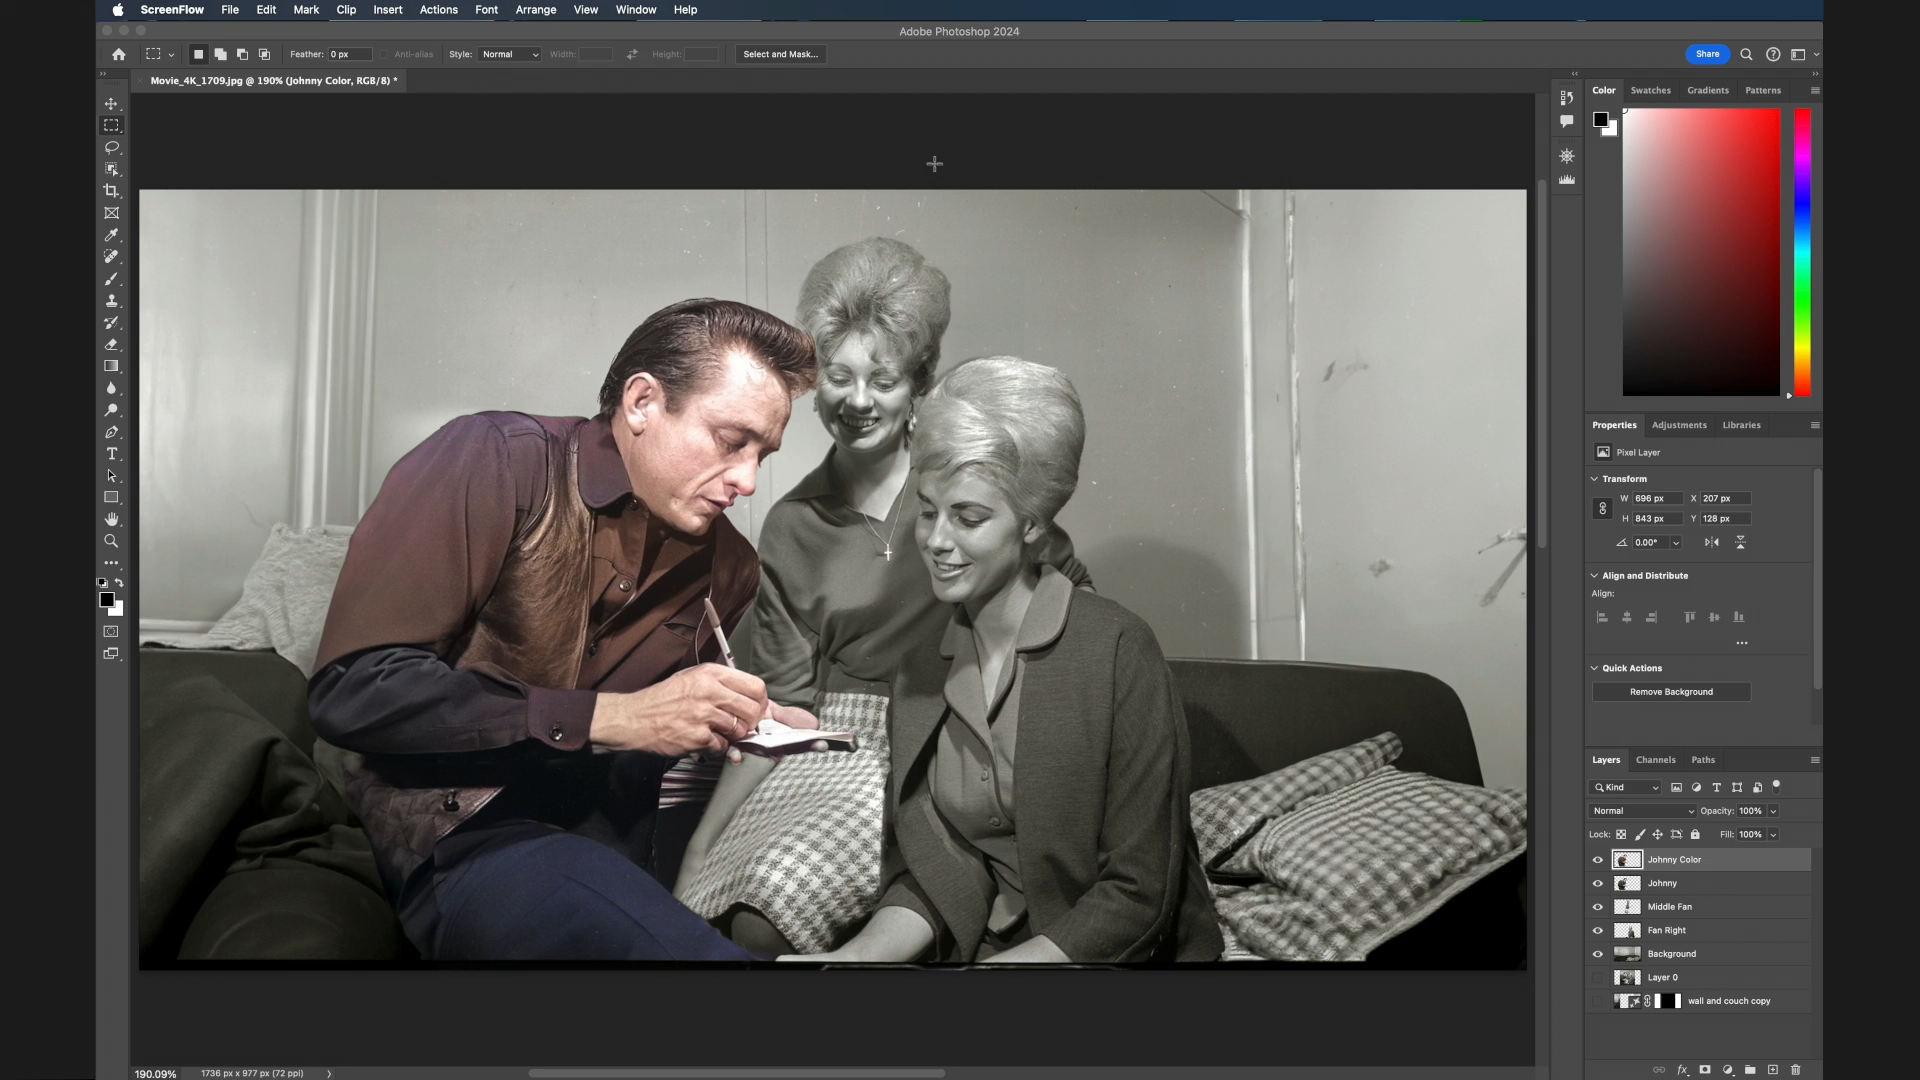 ScreenFlow File Edit Mark Clip Insert Actions Font Arrange View Window Help
Adobe Photoshop 2024
Feather: 0 px Anti-alias Style: Normal Width: Height: Select and Mask... Share
Movie_4K_1709.jpg @ 190% (Johnny Color, RGB/8) *
Color Swatches Gradients Patterns
Properties Adjustments Libraries
Pixel Layer
Transform
W 696 px X 207 px
H 843 px Y 128 px
0.00°
Align and Distribute
Align:
Quick Actions
Remove Background
Layers Channels Paths
Kind
Normal Opacity: 100%
Lock: Fill: 100%
Johnny Color
Johnny
Middle Fan
Fan Right
Background
Layer 0
wall and couch copy
190.09% 1736 px x 977 px (72 ppi)